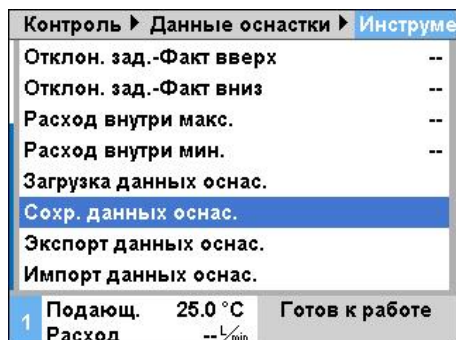 Контроль ▶ Данные оснастки ▶ Инструме
Отклон. зад.-Факт вверх --
Отклон. зад.-Факт вниз --
Расход внутри макс. --
Расход внутри мин. --
Загрузка данных оснас.
Сохр. данных оснас.
Экспорт данных оснас.
Импорт данных оснас.
1 Подающ. 25.0 °C Готов к работе
Расход -- L/min